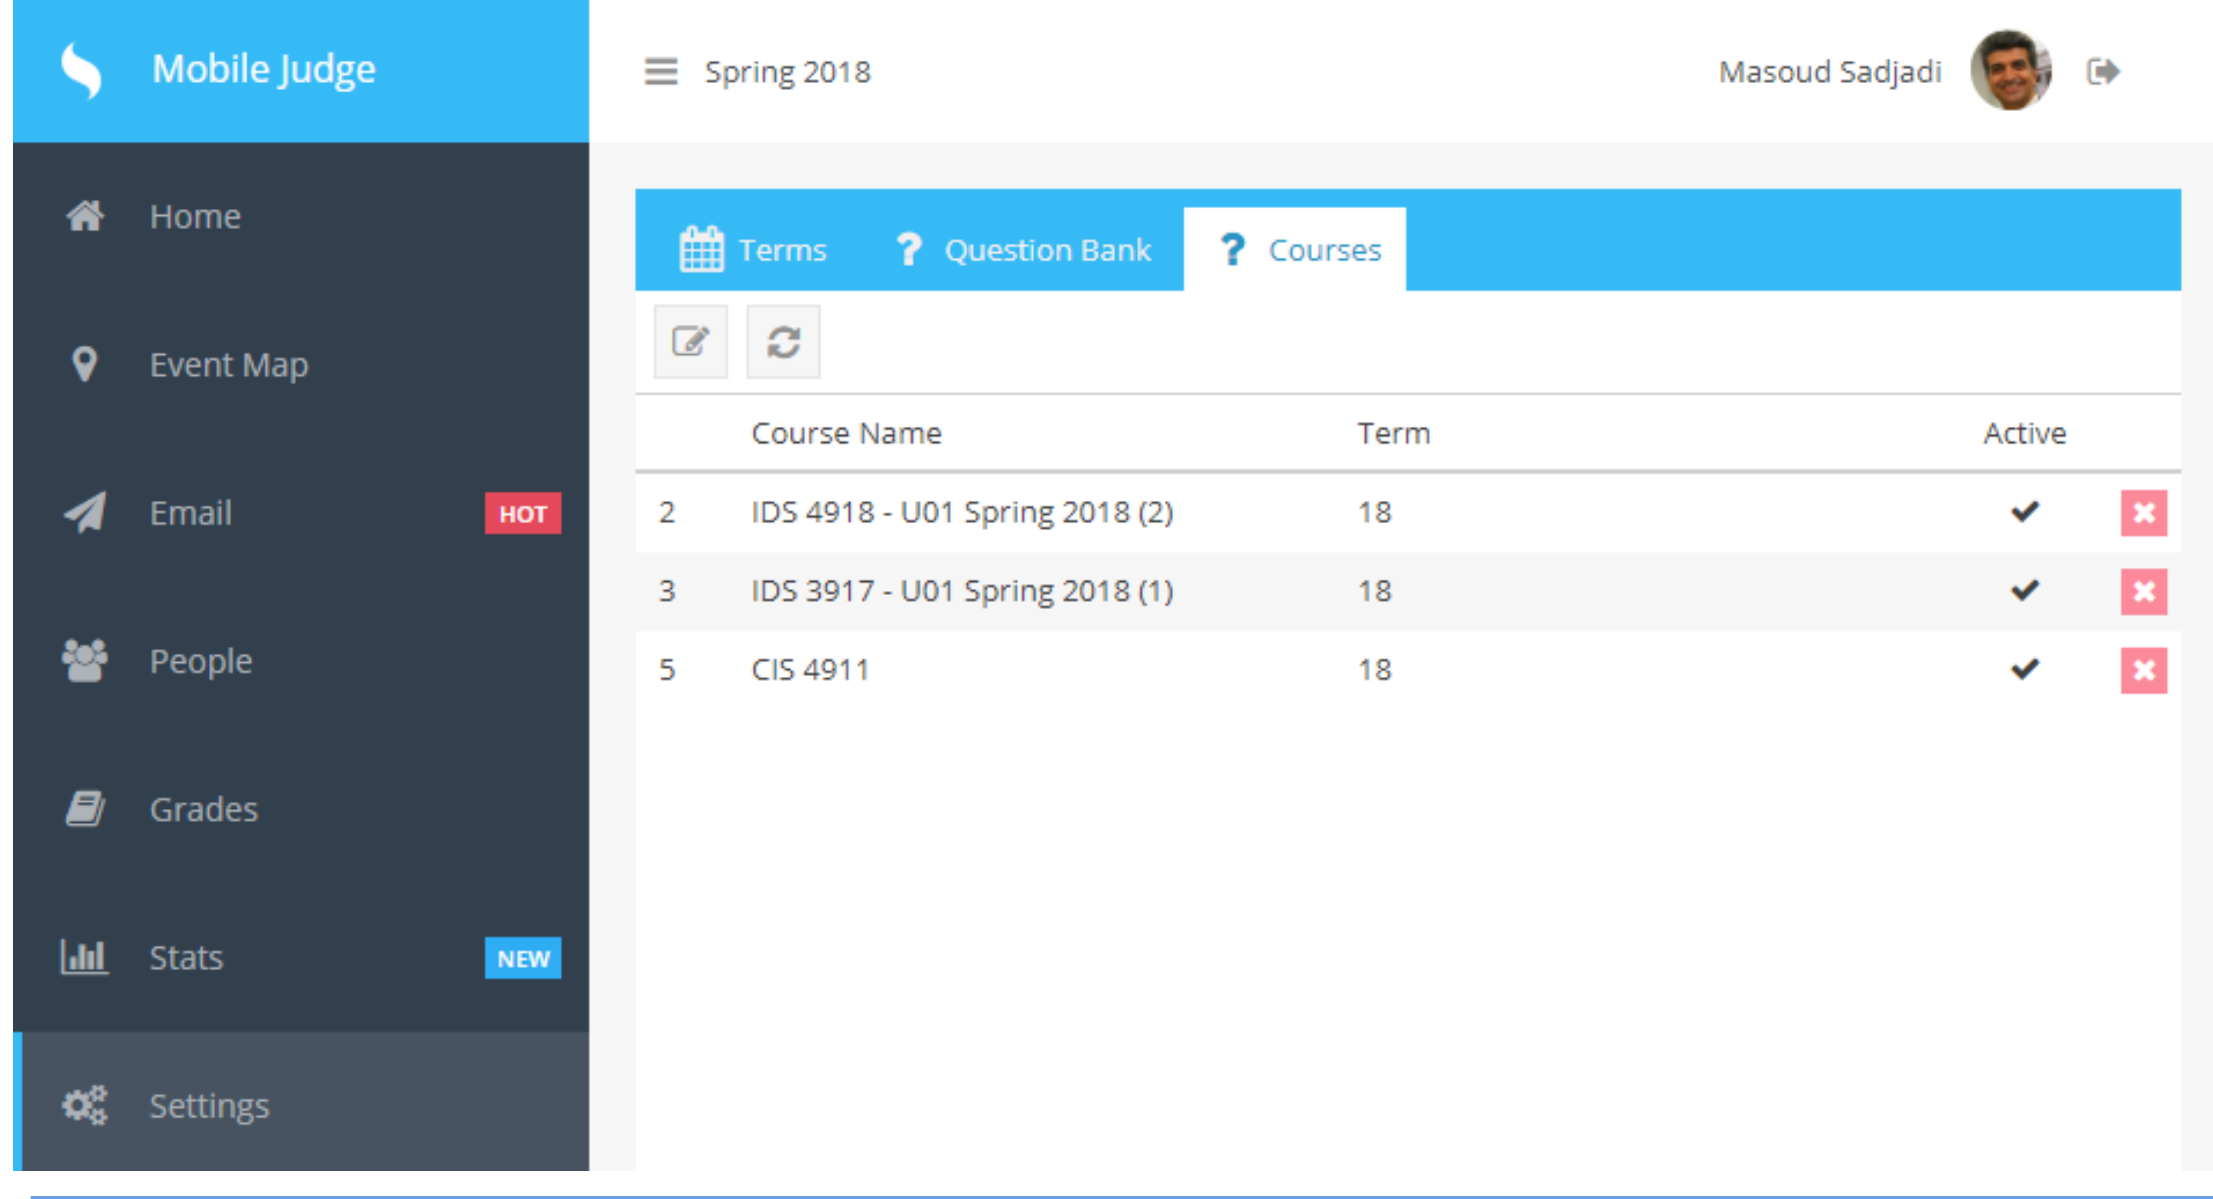 Mobile Judge
Spring 2018
Masoud Sadjadi
Home
Event Map
Email HOT
People
Grades
Stats NEW
Settings
Terms ? Question Bank ? Courses
Course Name Term Active
2 IDS 4918 - U01 Spring 2018 (2) 18
3 IDS 3917 - U01 Spring 2018 (1) 18
5 CIS 4911 18